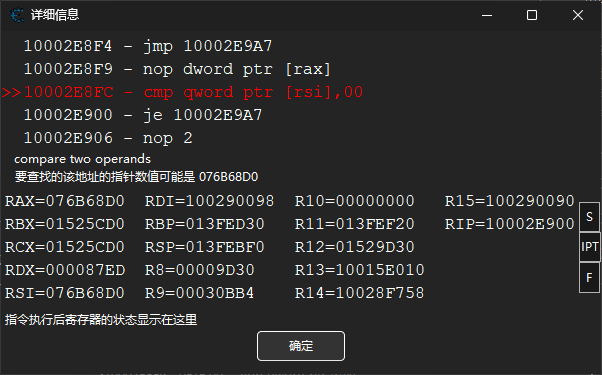 详细信息
10002E8F4 - jmp 10002E9A7
10002E8F9 - nop dword ptr [rax]
>>10002E8FC - cmp qword ptr [rsi],00
10002E900 - je 10002E9A7
10002E906 - nop 2
compare two operands
要查找的该地址的指针数值可能是 076B68D0
RAX=076B68D0 RDI=100290098 R10=00000000 R15=100290090
RBX=01525CD0 RBP=013FED30 R11=013FEF20 RIP=10002E900
RCX=01525CD0 RSP=013FEBF0 R12=01529D30
RDX=000087ED R8=00009D30 R13=10015E010
RSI=076B68D0 R9=00030BB4 R14=10028F758
S
IPT
F
指令执行后寄存器的状态显示在这里
确定